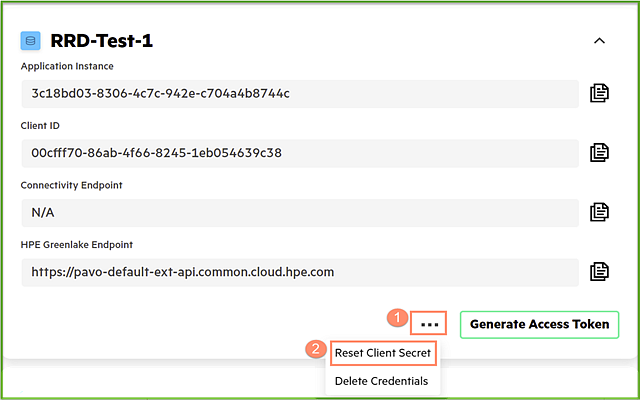 RRD-Test-1
Application Instance
3c18bd03-8306-4c7c-942e-c704a4b8744c
Client ID
00cfff70-86ab-4f66-8245-1eb054639c38
Connectivity Endpoint
N/A
HPE Greenlake Endpoint
https://pavo-default-ext-api.common.cloud.hpe.com
1 ... Generate Access Token
2 Reset Client Secret
Delete Credentials